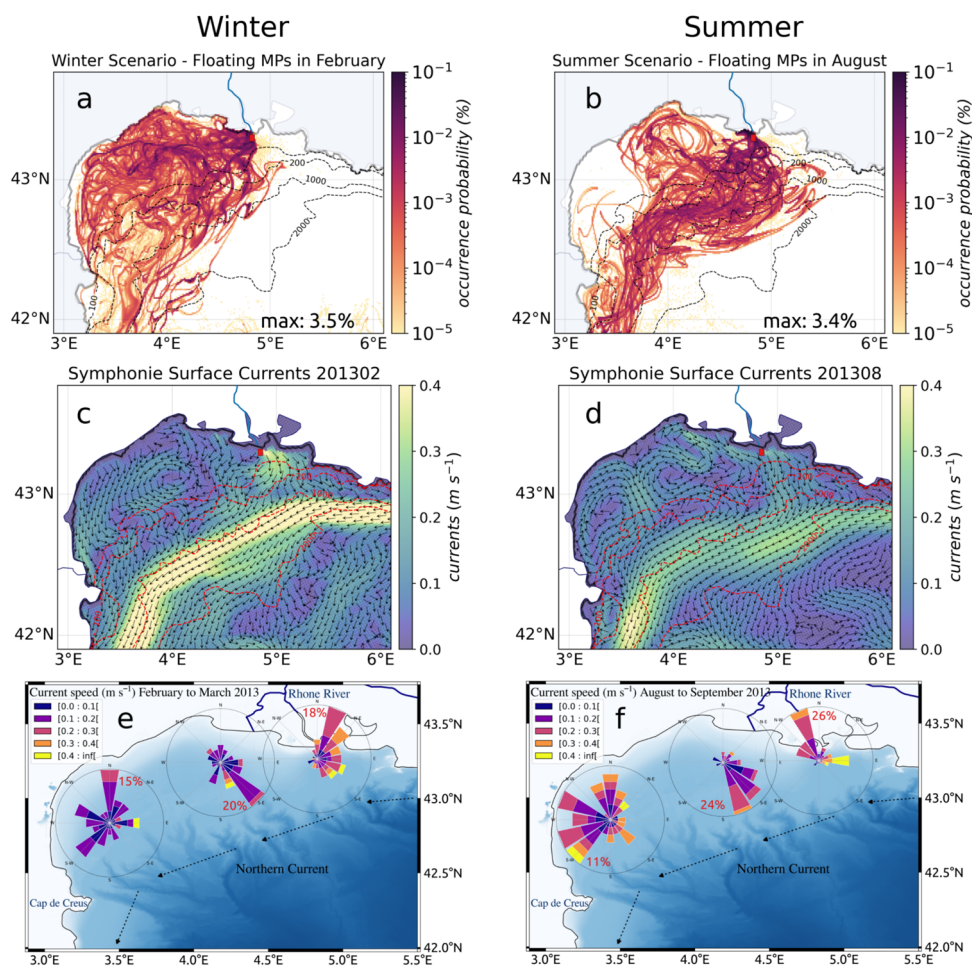 Winter
Summer
Winter Scenario - Floating MPs in February
Summer Scenario - Floating MPs in August
a
200
1000
2000
100
max: 3.5%
43°N
42°N
3°E 4°E 5°E 6°E
10⁻¹
10⁻²
10⁻³
10⁻⁴
10⁻⁵
occurrence probability (%)
b
200
1000
2000
100
max: 3.4%
43°N
42°N
3°E 4°E 5°E 6°E
10⁻¹
10⁻²
10⁻³
10⁻⁴
10⁻⁵
occurrence probability (%)
Symphonie Surface Currents 201302
Symphonie Surface Currents 201308
c
43°N
42°N
3°E 4°E 5°E 6°E
0.4
0.3
0.2
0.1
0.0
currents (m s⁻¹)
d
43°N
42°N
3°E 4°E 5°E 6°E
0.4
0.3
0.2
0.1
0.0
currents (m s⁻¹)
Current speed (m s⁻¹) February to March 2013
[0.0 : 0.1[
[0.1 : 0.2[
[0.2 : 0.3[
[0.3 : 0.4[
[0.4 : inf[
e
Rhone River
18%
15%
20%
Northern Current
Cap de Creus
43.5°N
43.0°N
42.5°N
42.0°N
3.0°E 3.5°E 4.0°E 4.5°E 5.0°E 5.5°E
Current speed (m s⁻¹) August to September 2013
[0.0 : 0.1[
[0.1 : 0.2[
[0.2 : 0.3[
[0.3 : 0.4[
[0.4 : inf[
f
Rhone River
26%
24%
11%
Northern Current
Cap de Creus
43.5°N
43.0°N
42.5°N
42.0°N
3.0°E 3.5°E 4.0°E 4.5°E 5.0°E 5.5°E